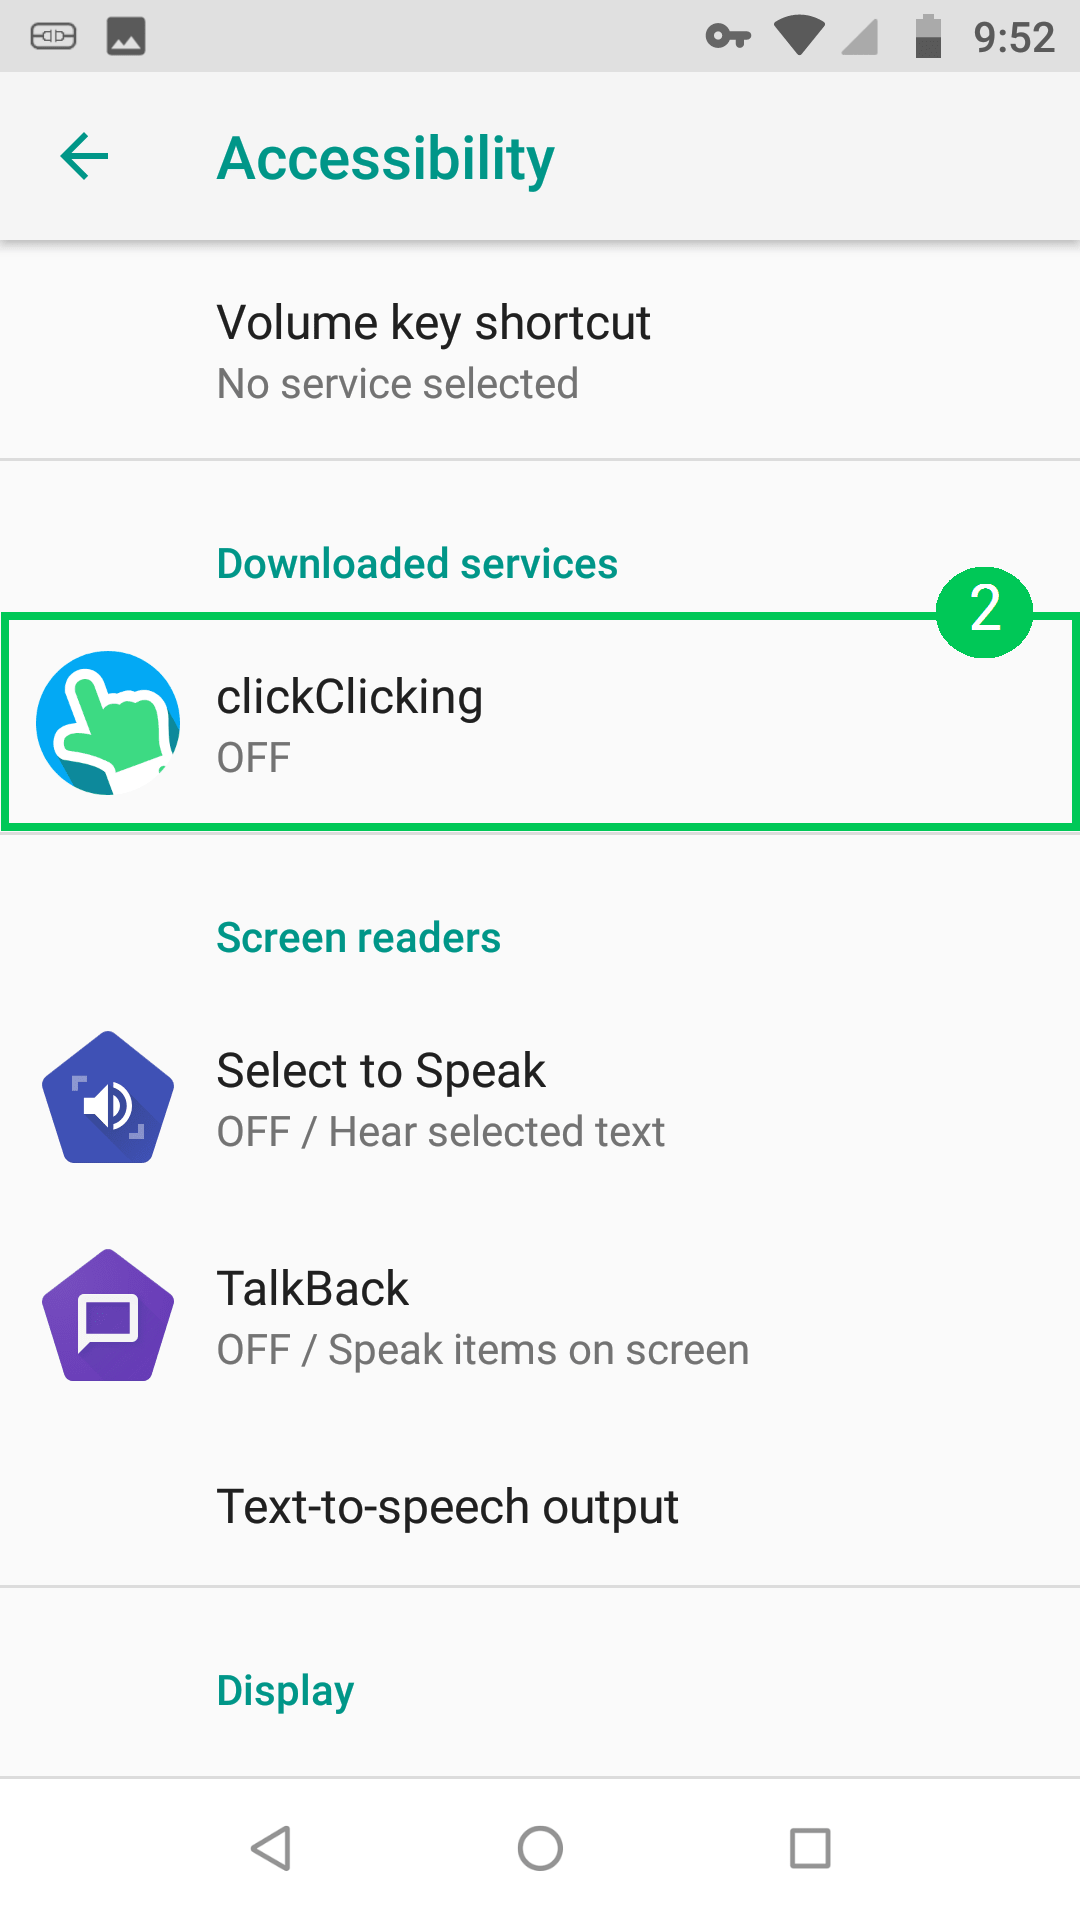 9:52
Accessibility
Volume key shortcut
No service selected
Downloaded services
2
clickClicking
OFF
Screen readers
Select to Speak
OFF / Hear selected text
TalkBack
OFF / Speak items on screen
Text-to-speech output
Display